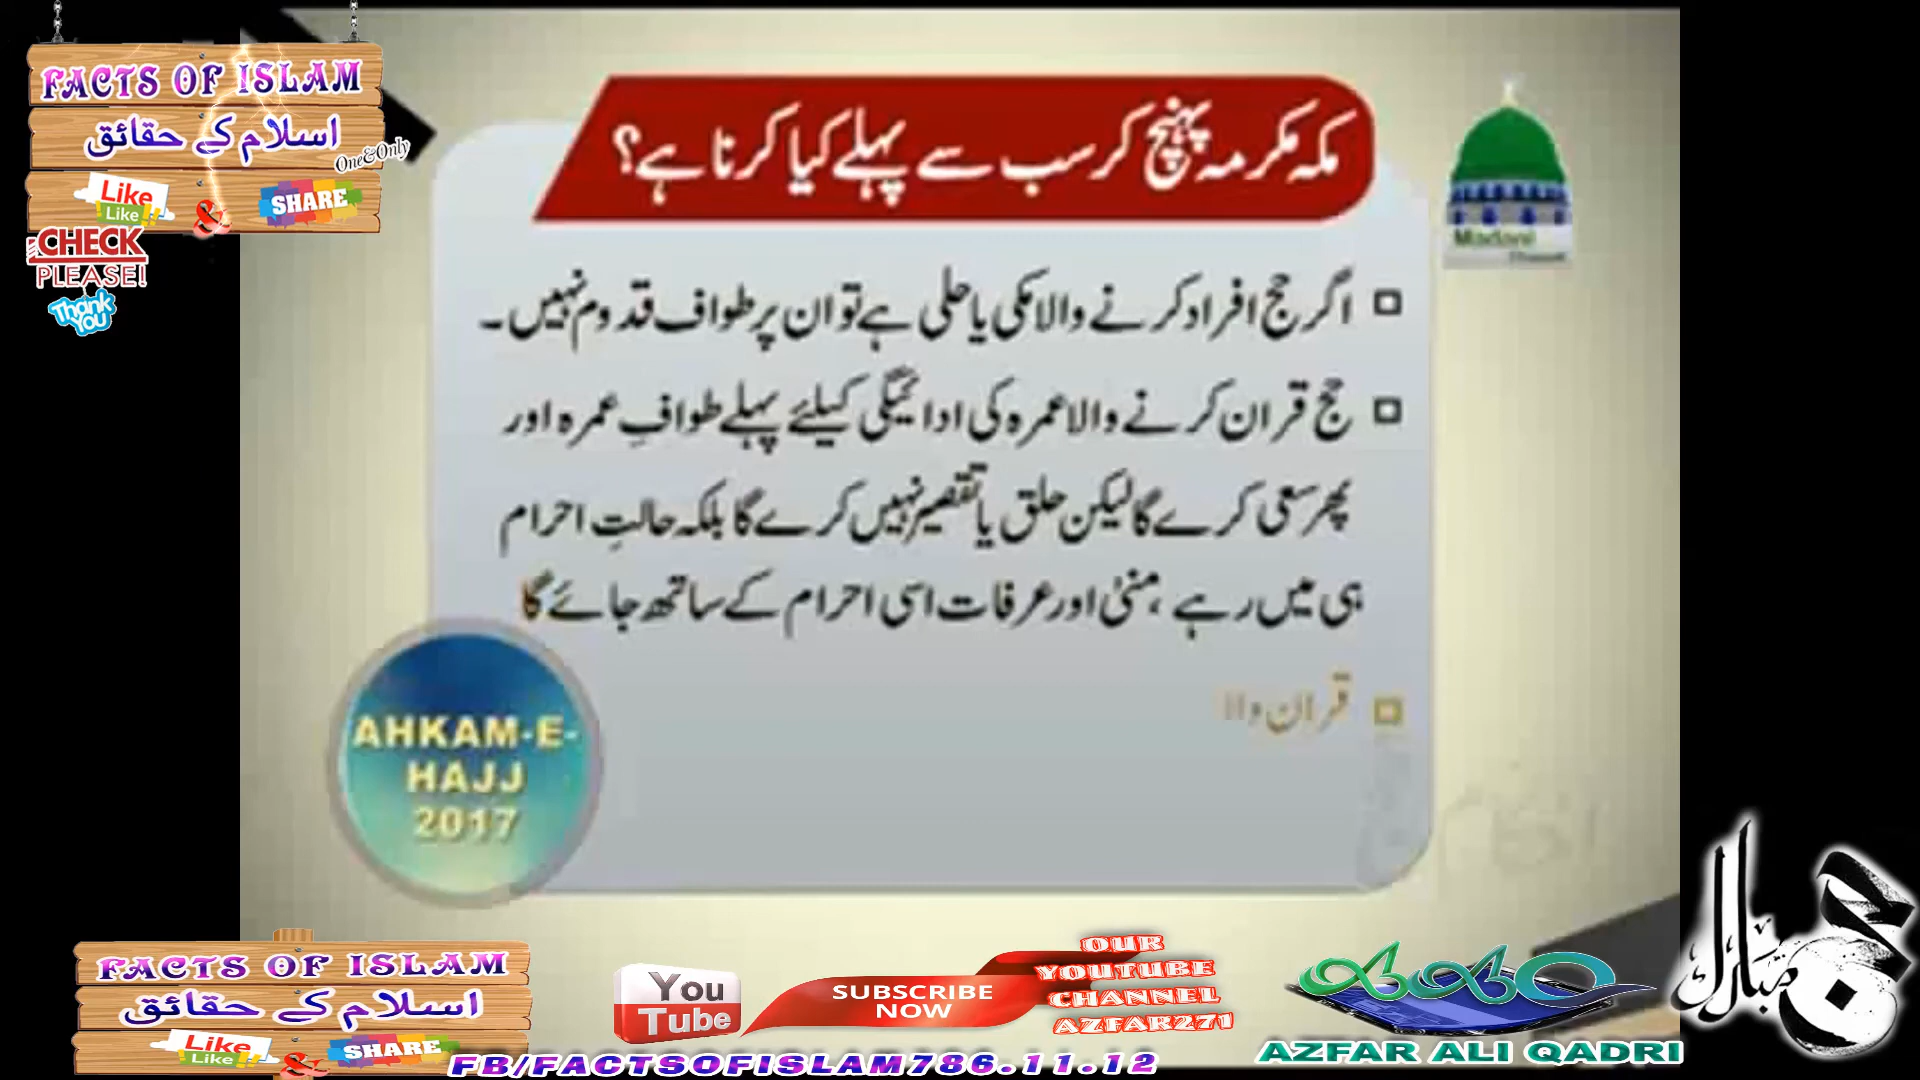 FACTS OF ISLAM
اسلام کے حقائق
One&Only
Like
Like!!
&
SHARE
CHECK
PLEASE!
Thank
You
مکہ مکرمہ پہنچ کر سب سے پہلے کیا کرنا ہے؟
Madani
Channel
اگر حج افراد کرنے والا مکی یا حلی ہے تو ان پر طواف قدوم نہیں۔
حج قران کرنے والا عمرہ کی ادائیگی کیلئے پہلے طوافِ عمرہ اور
پھر سعی کرے گا لیکن حلق یا تقصیر نہیں کرے گا بلکہ حالتِ احرام
ہی میں رہے، منیٰ اور عرفات اسی احرام کے ساتھ جائے گا
قران والا
AHKAM-E-
HAJJ
2017
احکام حج
حج مبارک
FACTS OF ISLAM
اسلام کے حقائق
Like
Like!!
&
SHARE
You
Tube
SUBSCRIBE
NOW
OUR
YOUTUBE
CHANNEL
AZFAR271
FB/FACTSOFISLAM786.11.12
AZFAR ALI QADRI